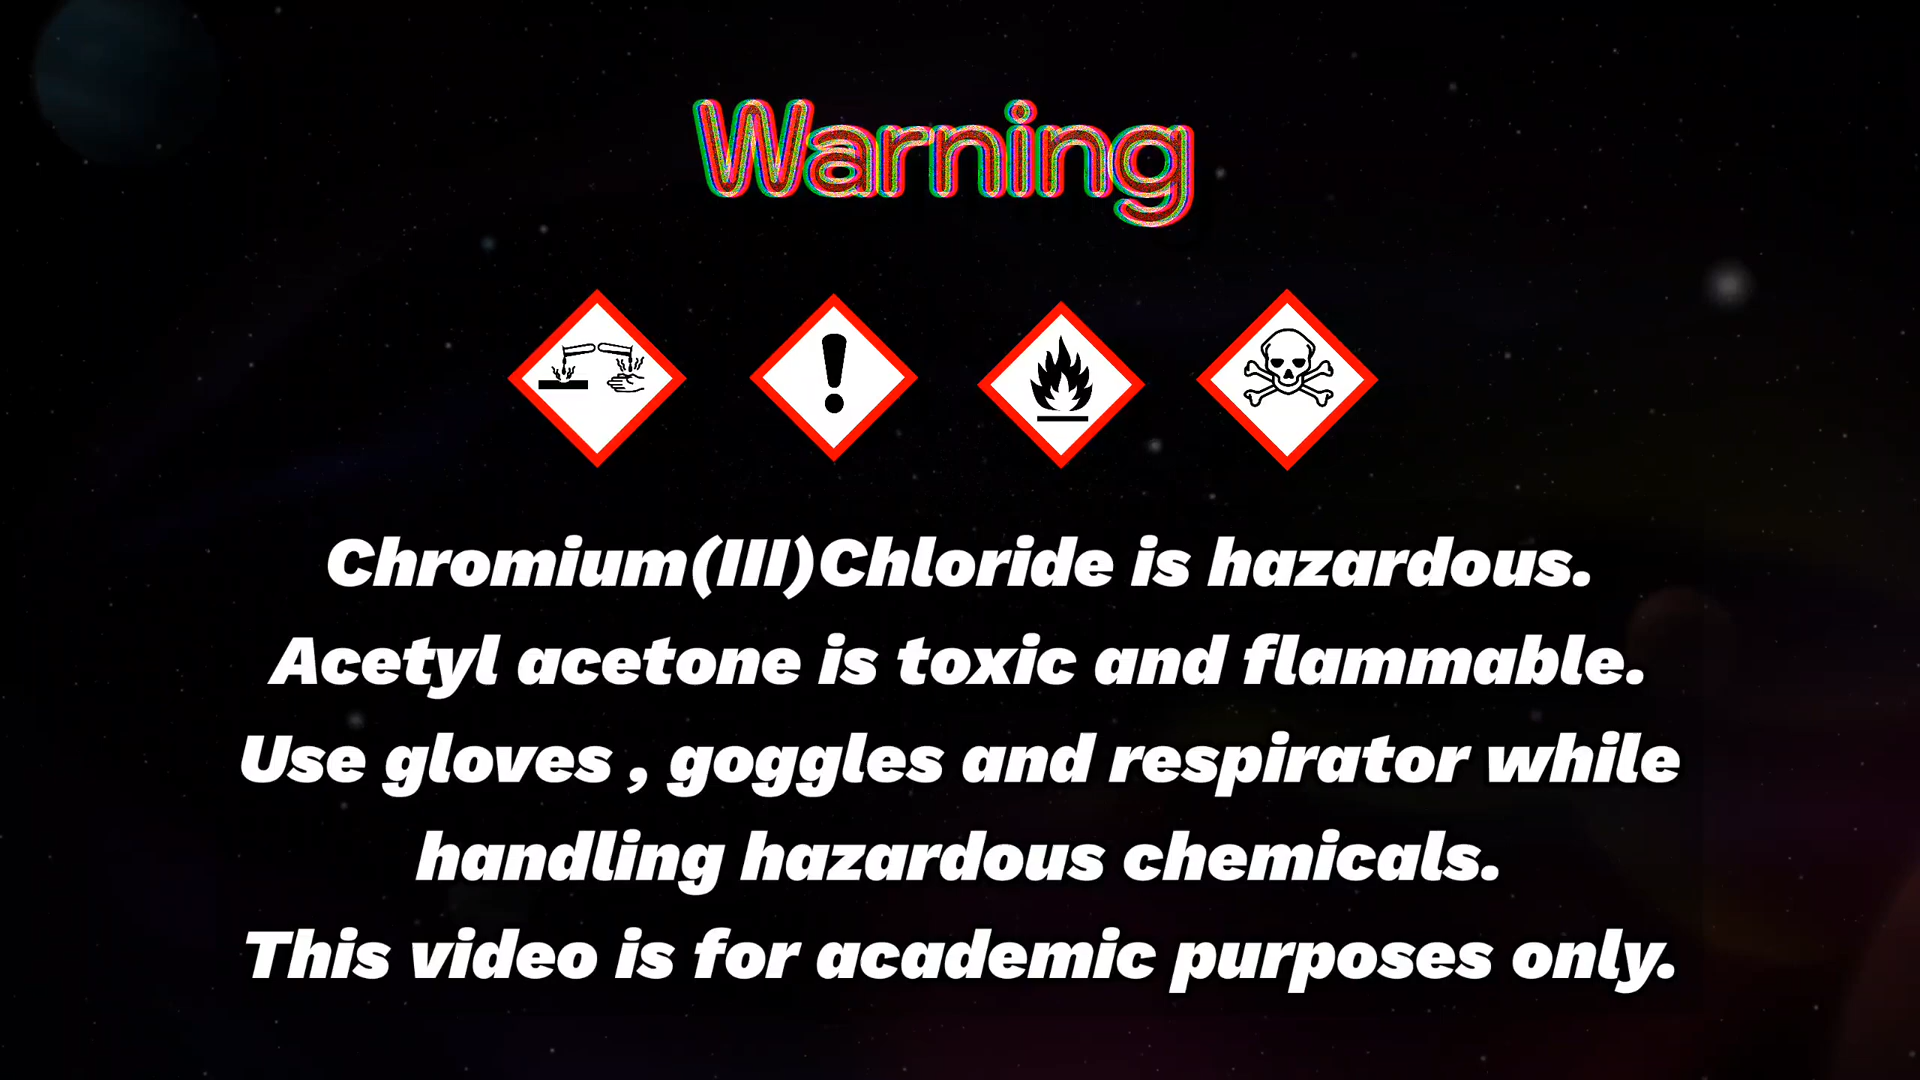 Warning
Chromium(III)Chloride is hazardous.
Acetyl acetone is toxic and flammable.
Use gloves , goggles and respirator while
handling hazardous chemicals.
This video is for academic purposes only.